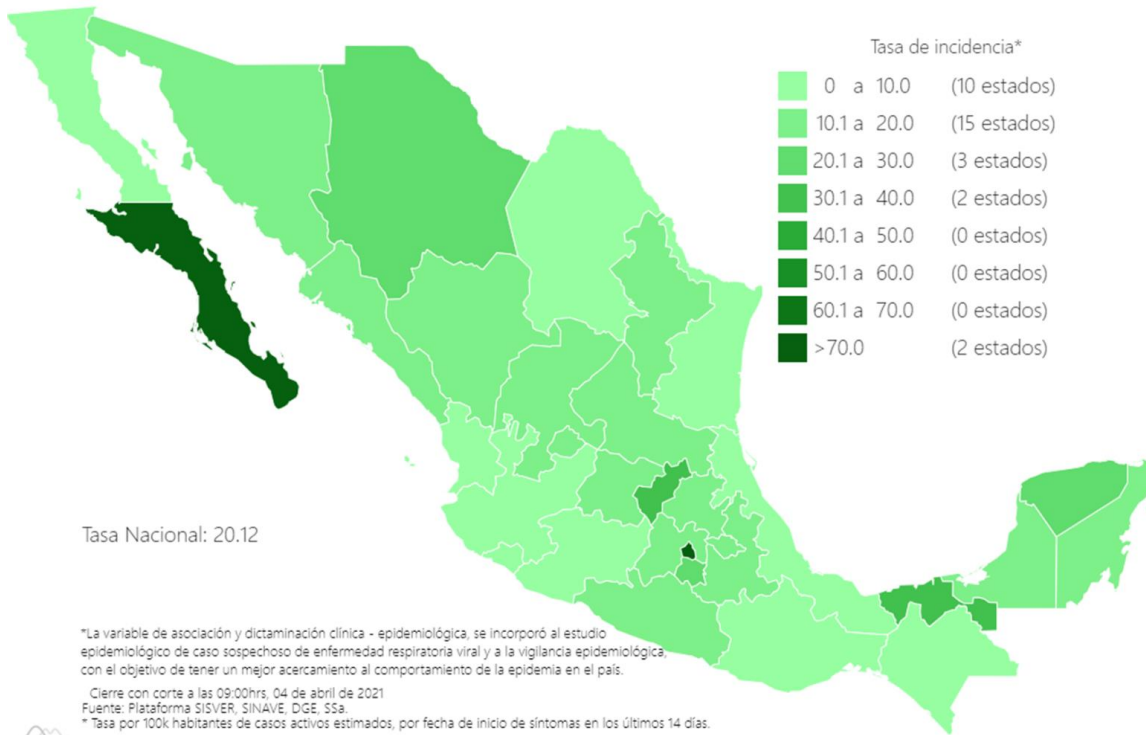 Tasa de incidencia*
0 a 10.0 (10 estados)
10.1 a 20.0 (15 estados)
20.1 a 30.0 (3 estados)
30.1 a 40.0 (2 estados)
40.1 a 50.0 (0 estados)
50.1 a 60.0 (0 estados)
60.1 a 70.0 (0 estados)
>70.0 (2 estados)
Tasa Nacional: 20.12
*La variable de asociación y dictaminación clínica - epidemiológica, se incorporó al estudio
epidemiológico de caso sospechoso de enfermedad respiratoria viral y a la vigilancia epidemiológica,
con el objetivo de tener un mejor acercamiento al comportamiento de la epidemia en el país.
Cierre con corte a las 09:00hrs, 04 de abril de 2021
Fuente: Plataforma SISVER, SINAVE, DGE, SSa.
* Tasa por 100k habitantes de casos activos estimados, por fecha de inicio de síntomas en los últimos 14 días.